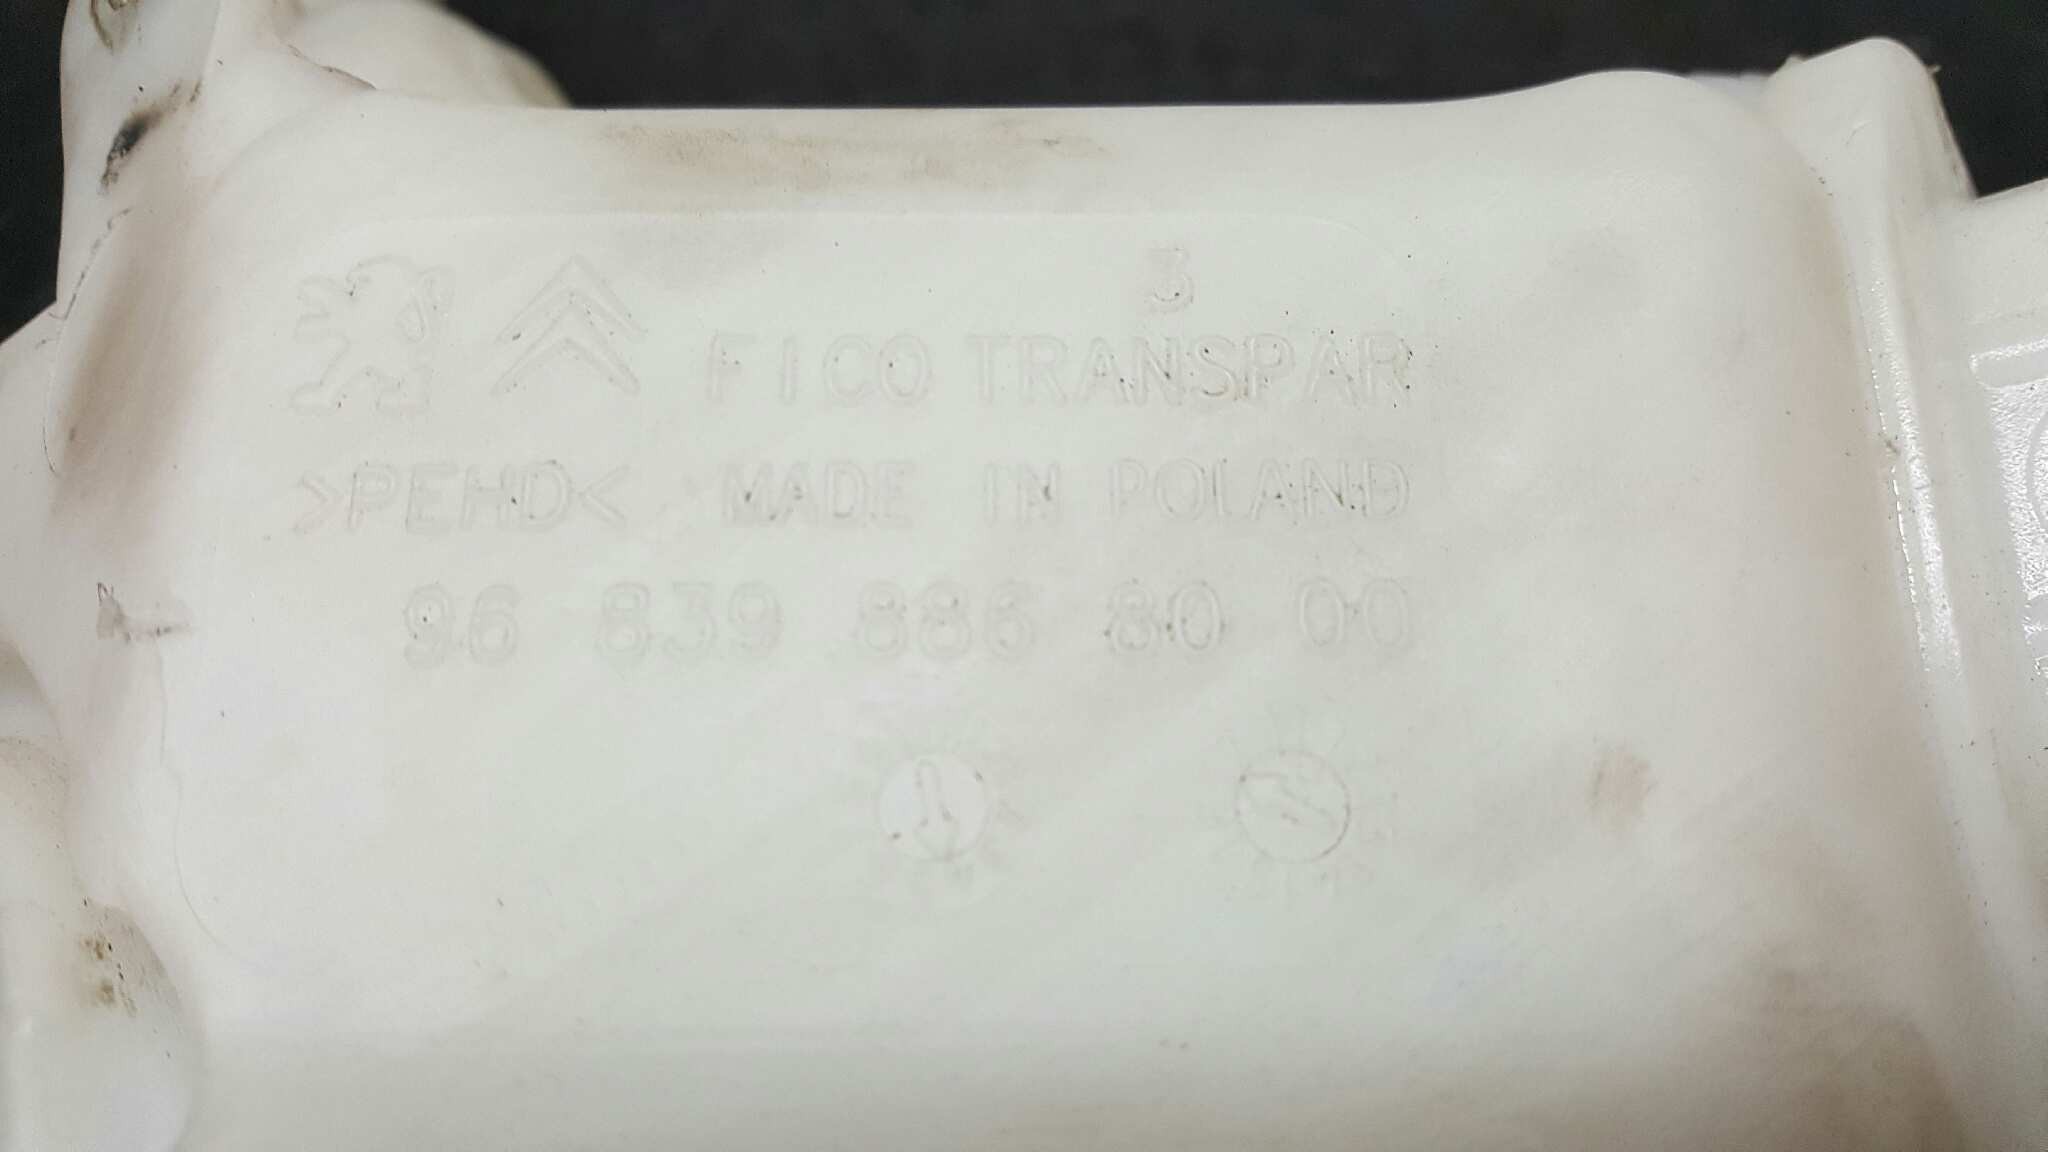 3
FICO TRANSPAR
>PEHD< MADE IN POLAND
96 839 886 80 00